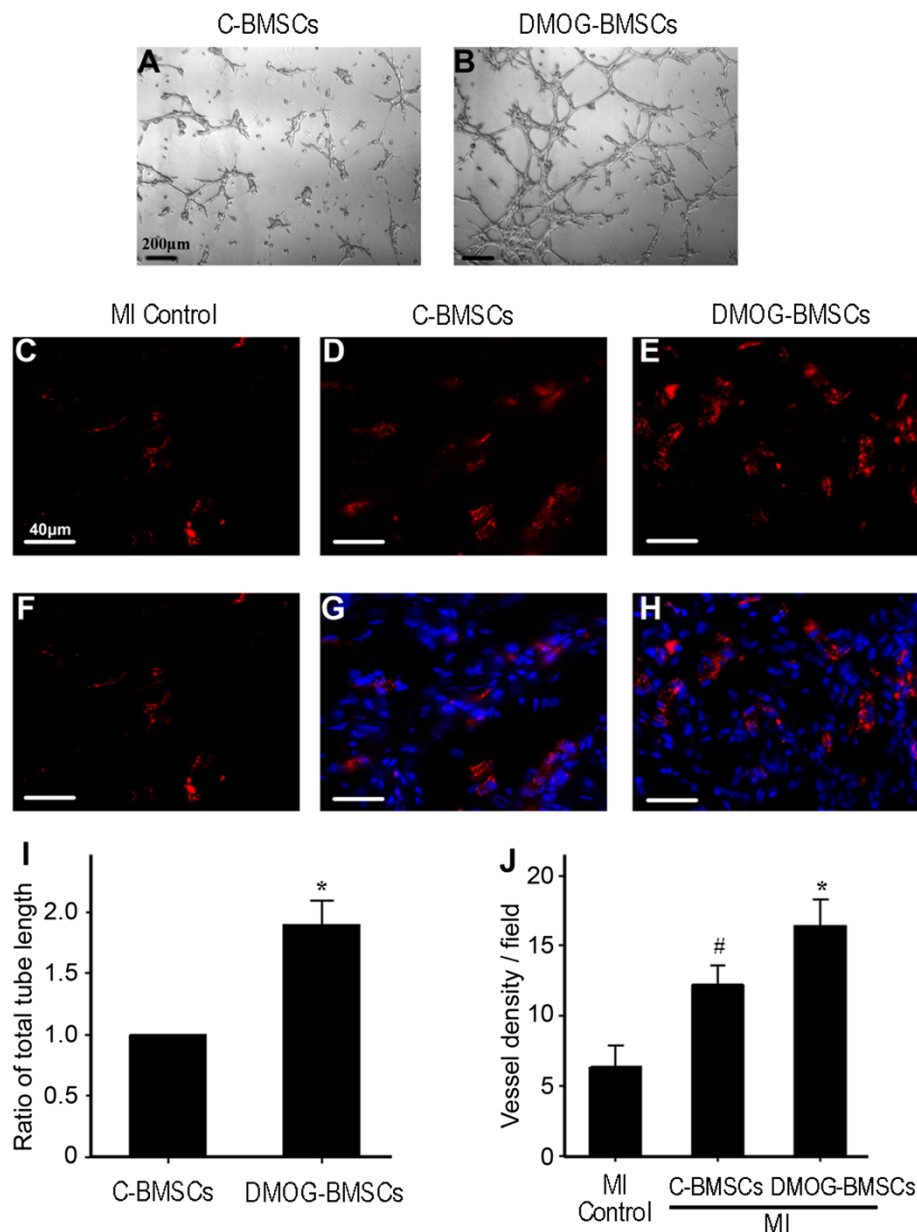 C-BMSCs DMOG-BMSCs
A B
200µm
MI Control C-BMSCs DMOG-BMSCs
C D E
40µm
F G H
I
Ratio of total tube length
2.0
1.0
0.5
0
*
C-BMSCs DMOG-BMSCs
J
Vessel density / field
20
15
10
5
0
#
*
MI Control C-BMSCs DMOG-BMSCs
MI